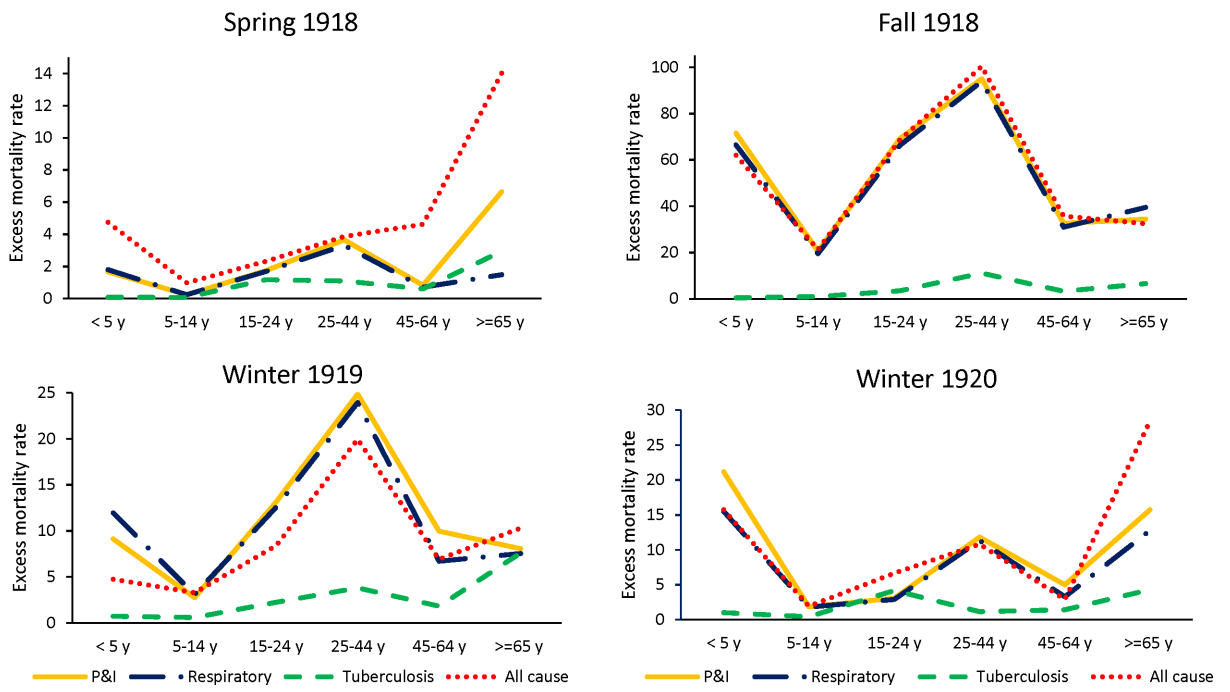 Spring 1918
Excess mortality rate
14
12
10
8
6
4
2
0
< 5 y 5-14 y 15-24 y 25-44 y 45-64 y >=65 y
Fall 1918
Excess mortality rate
100
80
60
40
20
0
< 5 y 5-14 y 15-24 y 25-44 y 45-64 y >=65 y
Winter 1919
Excess mortality rate
25
20
15
10
5
0
< 5 y 5-14 y 15-24 y 25-44 y 45-64 y >=65 y
P&I Respiratory Tuberculosis All cause
Winter 1920
Excess mortality rate
30
25
20
15
10
5
0
< 5 y 5-14 y 15-24 y 25-44 y 45-64 y >=65 y
P&I Respiratory Tuberculosis All cause